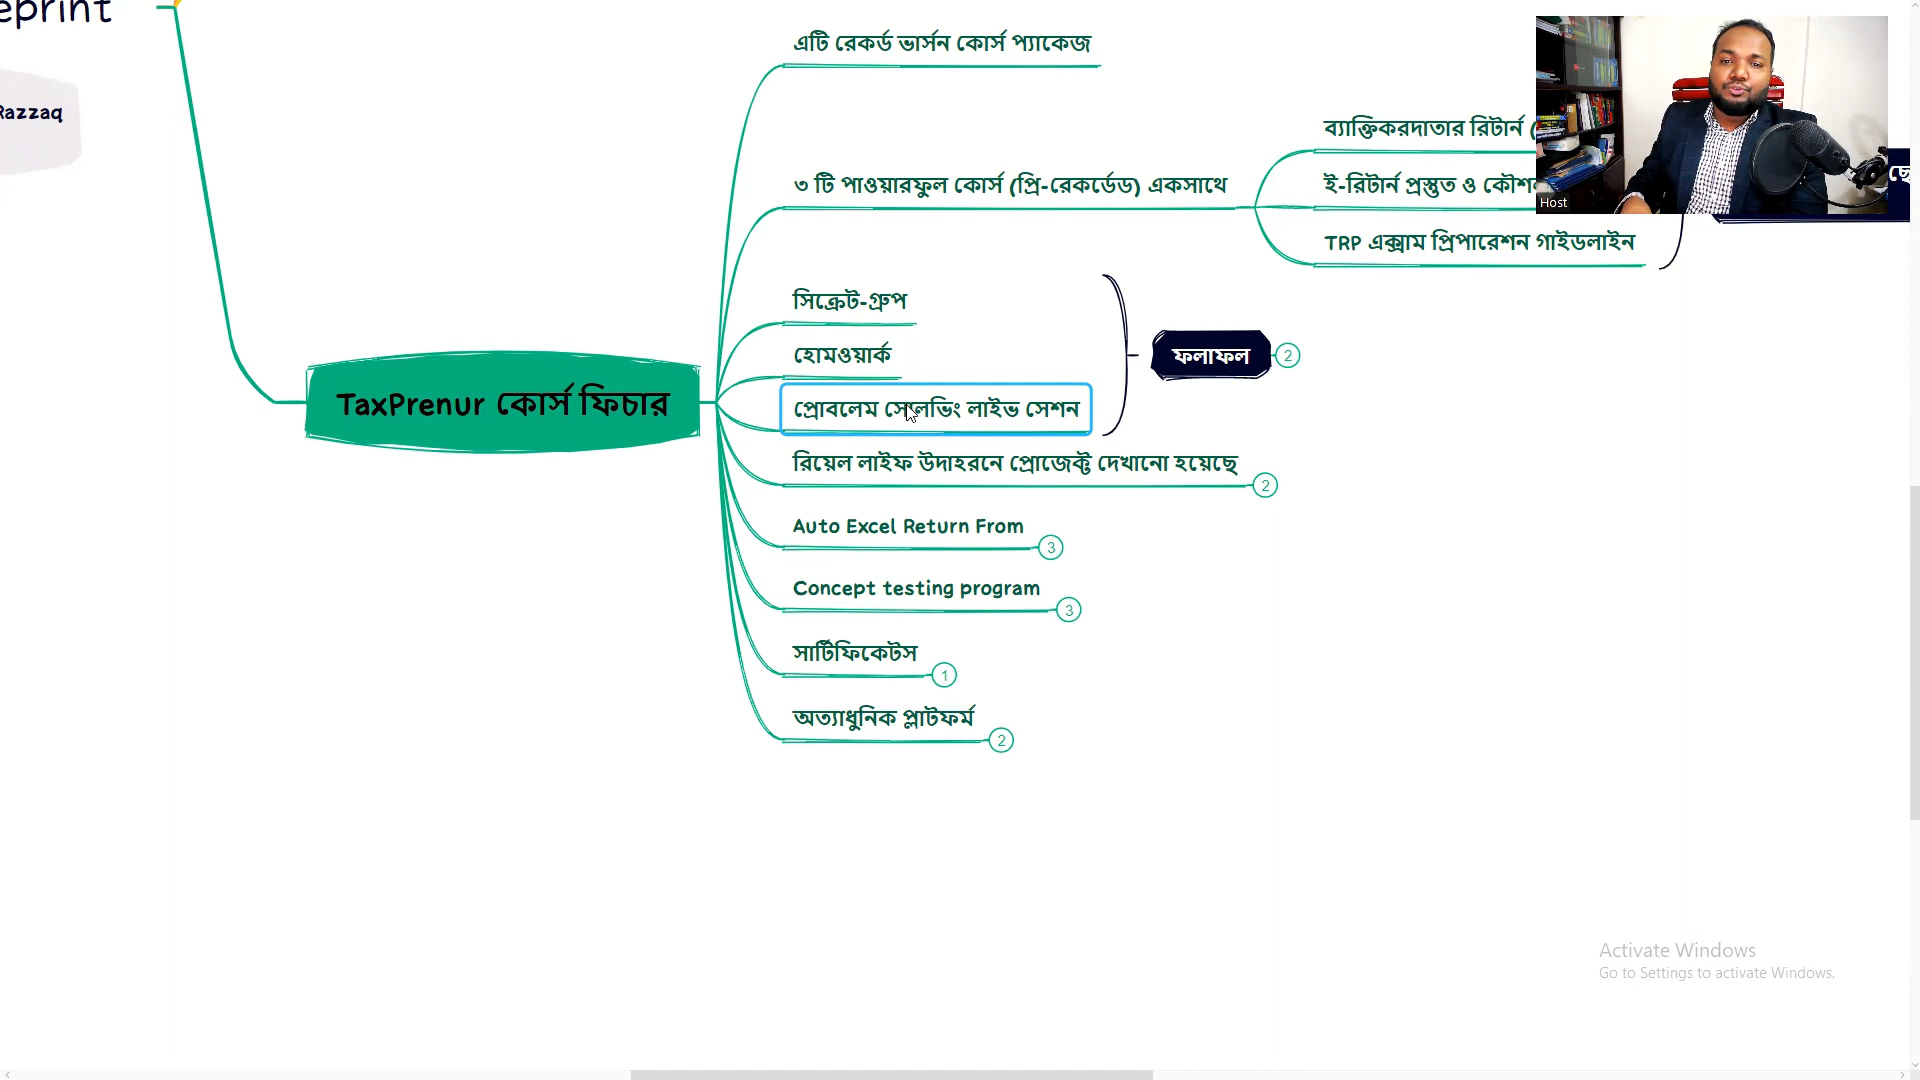 eprint
Razzaq
TaxPrenur কোর্স ফিচার
এটি রেকর্ড ভার্সন কোর্স প্যাকেজ
৩ টি পাওয়ারফুল কোর্স (প্রি-রেকর্ডেড) একসাথে
ব্যাক্তিকরদাতার রিটার্ন (
ই-রিটার্ন প্রস্তুত ও কৌশ
TRP এক্সাম প্রিপারেশন গাইডলাইন
ছে
Host
সিক্রেট-গ্রুপ
হোমওয়ার্ক
প্রোবলেম সোলভিং লাইভ সেশন
ফলাফল
2
রিয়েল লাইফ উদাহরনে প্রোজেক্ট দেখানো হয়েছে
2
Auto Excel Return From
3
Concept testing program
3
সার্টিফিকেটস
1
অত্যাধুনিক প্লাটফর্ম
2
Activate Windows
Go to Settings to activate Windows.